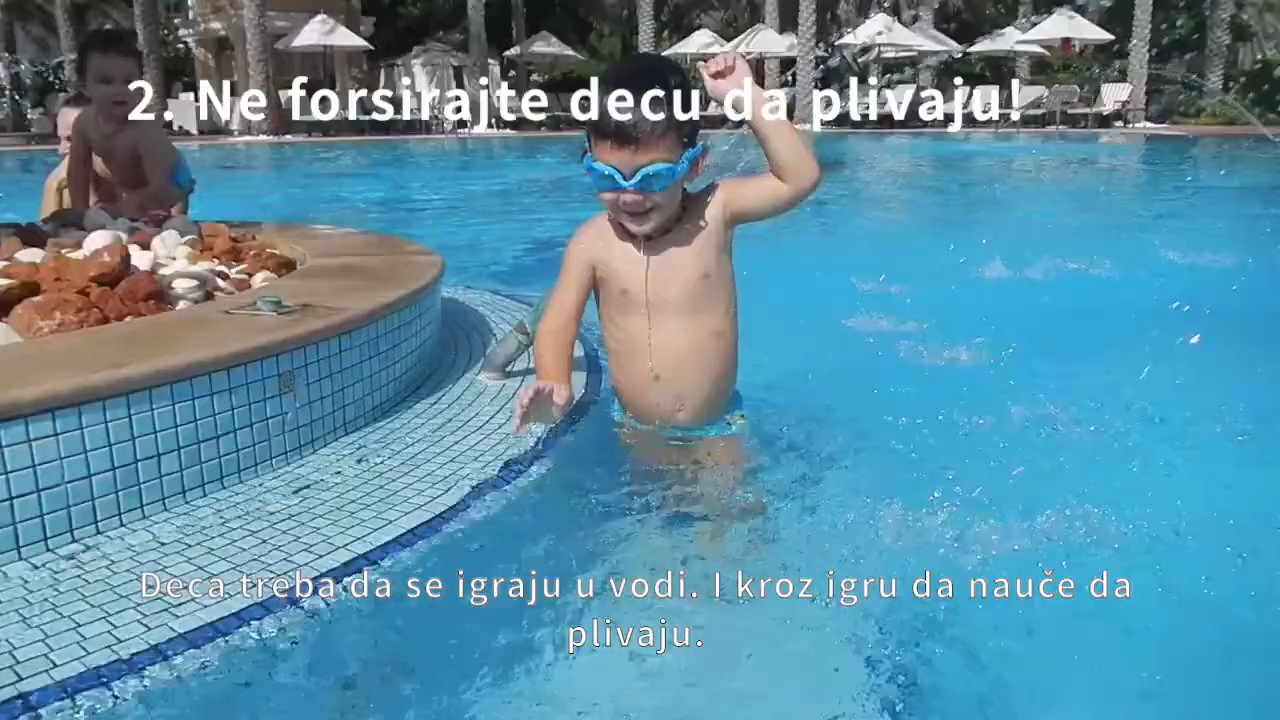 2. Ne forsirajte decu da plivaju!
Deca treba da se igraju u vodi. I kroz igru da nauče da
plivaju.